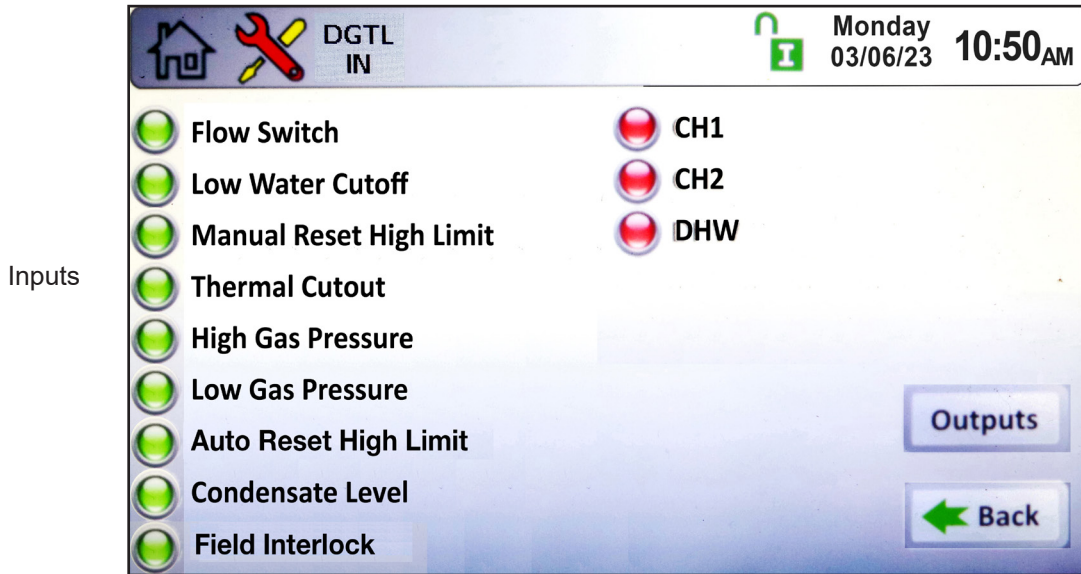 DGTL
IN
I
Monday
03/06/23
10:50AM
Inputs
Flow Switch
Low Water Cutoff
Manual Reset High Limit
Thermal Cutout
High Gas Pressure
Low Gas Pressure
Auto Reset High Limit
Condensate Level
Field Interlock
CH1
CH2
DHW
Outputs
Back